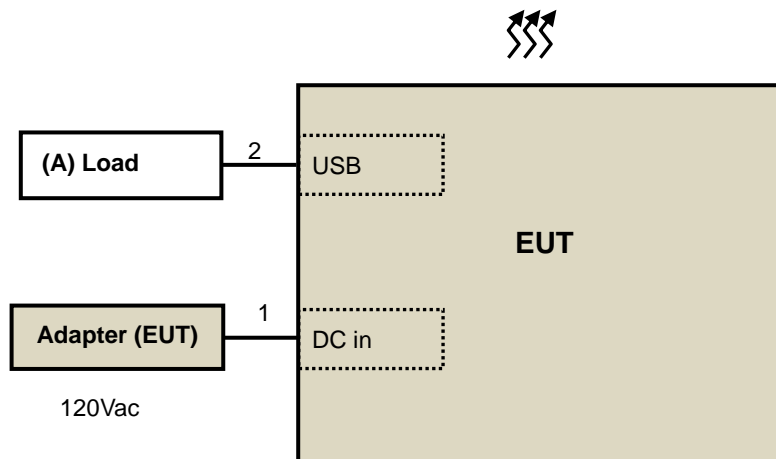 (A) Load
2
USB
EUT
Adapter (EUT)
1
DC in
120Vac